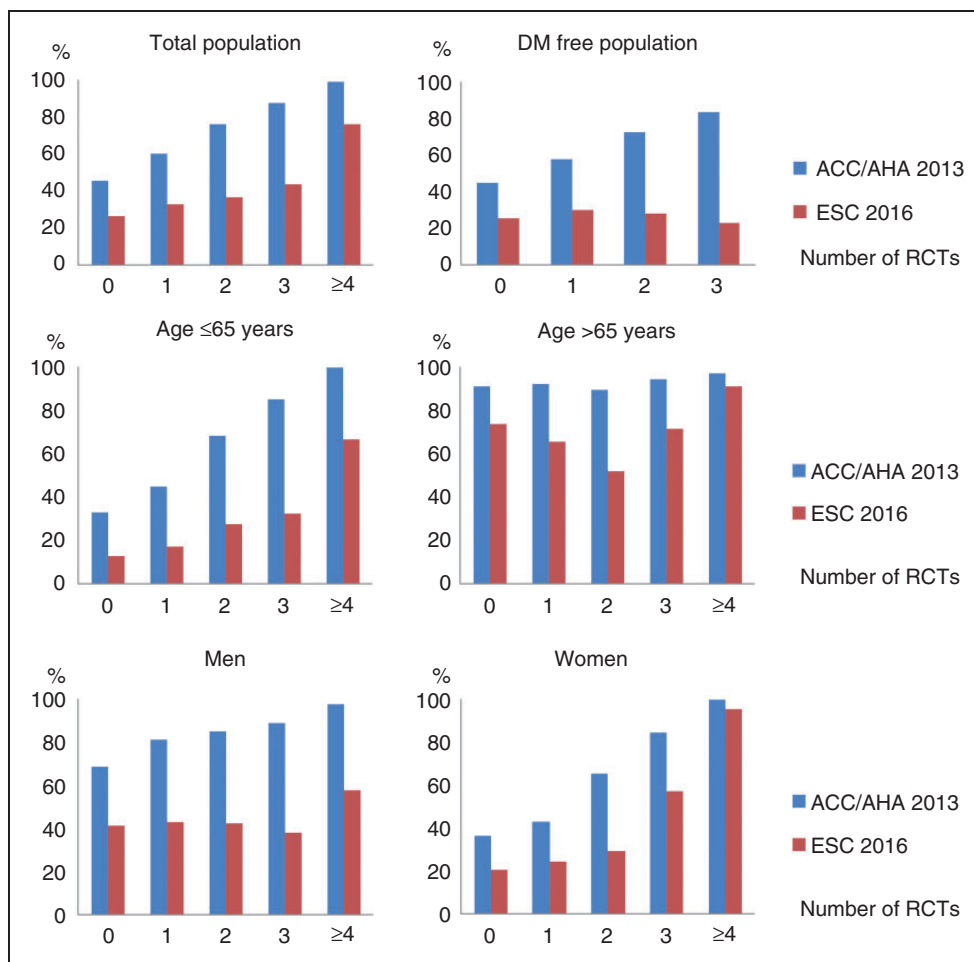 Total population
%
100
80
60
40
20
0
0 1 2 3 ≥4
DM free population
%
100
80
60
40
20
0
0 1 2 3
ACC/AHA 2013
ESC 2016
Number of RCTs
Age ≤65 years
%
100
80
60
40
20
0
0 1 2 3 ≥4
Age >65 years
%
100
80
60
40
20
0
0 1 2 3 ≥4
ACC/AHA 2013
ESC 2016
Number of RCTs
Men
%
100
80
60
40
20
0
0 1 2 3 ≥4
Women
%
100
80
60
40
20
0
0 1 2 3 ≥4
ACC/AHA 2013
ESC 2016
Number of RCTs